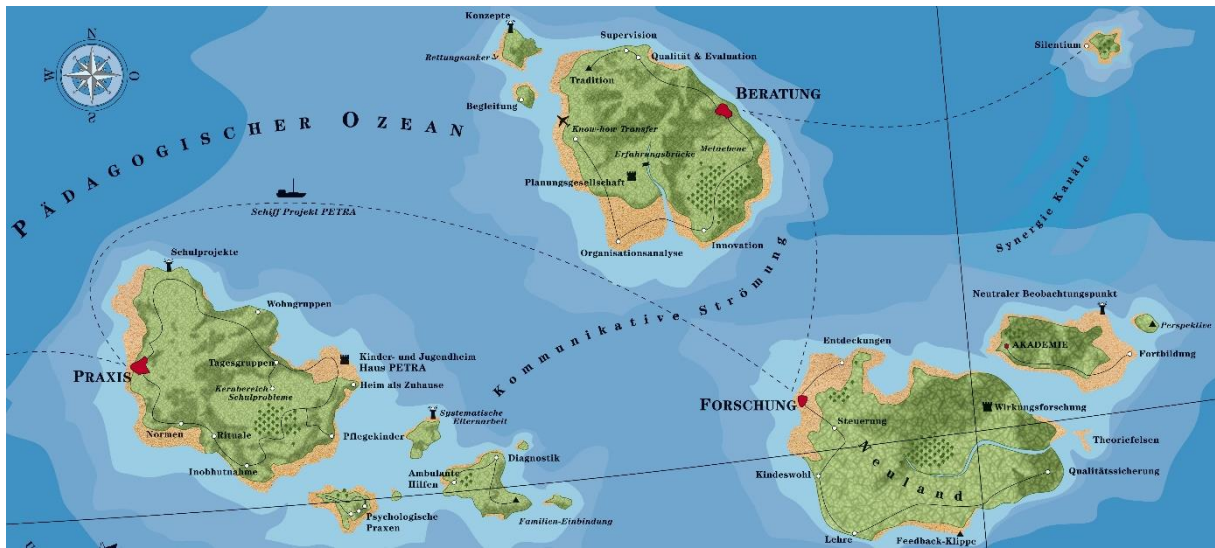 N
W
O
S
PÄDAGOGISCHER OZEAN
Konzepte
Rettungsanker
Begleitung
Supervision
Qualität & Evaluation
Tradition
BERATUNG
Know-how Transfer
Erfahrungsbrücke
Metaebene
Planungsgesellschaft
Organisationsanalyse
Innovation
Silentium
Synergie Kanäle
Schiff Projekt PETRA
Kommunikative Strömung
Schulprojekte
Wohngruppen
Tagesgruppen
Kinder- und Jugendheim
Haus PETRA
PRAXIS
Kernbereich
Schulprobleme
Heim als Zuhause
Normen
Rituale
Pflegekinder
Inobhutnahme
Systematische
Elternarbeit
Ambulante
Hilfen
Diagnostik
Familien-Einbindung
Psychologische
Praxen
Neutraler Beobachtungspunkt
Perspektive
AKADEMIE
Fortbildung
Entdeckungen
FORSCHUNG
Steuerung
Wirkungsforschung
Neuland
Theoriefelsen
Kindeswohl
Qualitätssicherung
Lehre
Feedback-Klippe